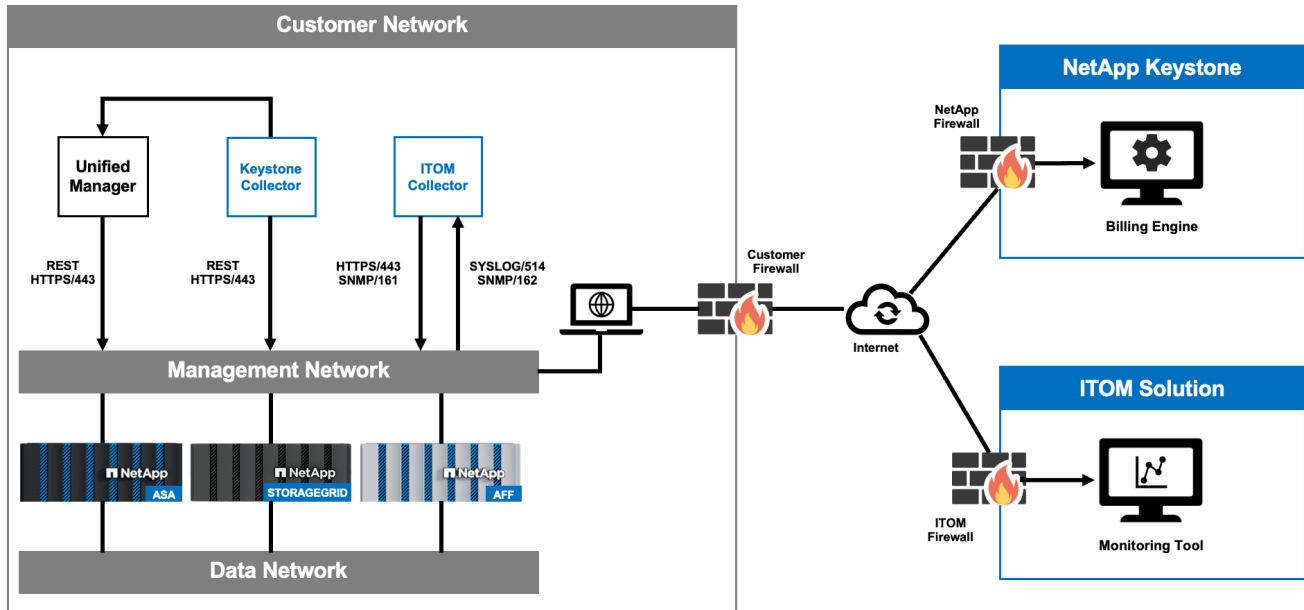 Customer Network
Unified
Manager
Keystone
Collector
ITOM
Collector
REST
HTTPS/443
REST
HTTPS/443
HTTPS/443
SNMP/161
SYSLOG/514
SNMP/162
Management Network
NetApp
ASA
NetApp
STORAGEGRID
NetApp
AFF
Data Network
Customer
Firewall
Internet
NetApp
Firewall
NetApp Keystone
Billing Engine
ITOM Solution
ITOM
Firewall
Monitoring Tool